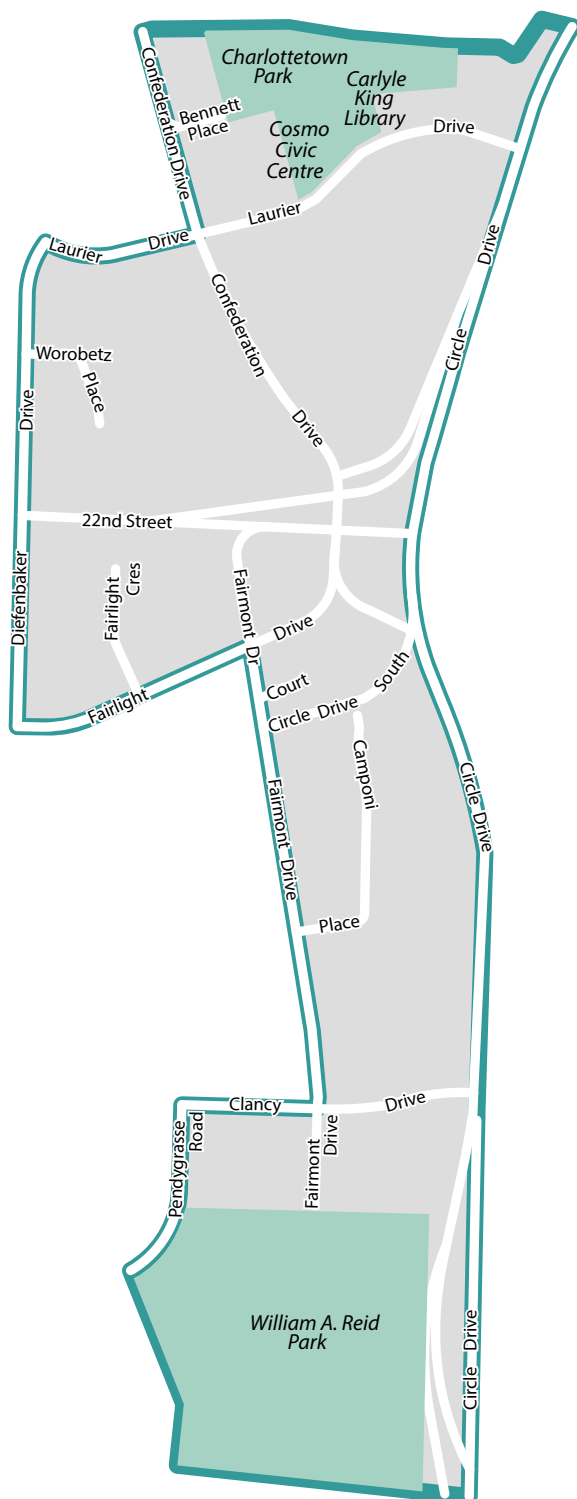 Charlottetown
Park
Carlyle
King
Library
Confederation Drive
Bennett
Place
Cosmo
Civic
Centre
Drive
Laurier
Drive
Laurier
Drive
Confederation
Circle
Worobetz
Place
Drive
Drive
22nd Street
Diefenbaker
Fairlight
Cres
Fairmont Dr
Drive
Court
South
Fairlight
Circle Drive
Camponi
Circle Drive
Fairmont Drive
Place
Clancy
Drive
Pendygrasse
Road
Fairmont
Drive
William A. Reid
Park
Circle Drive